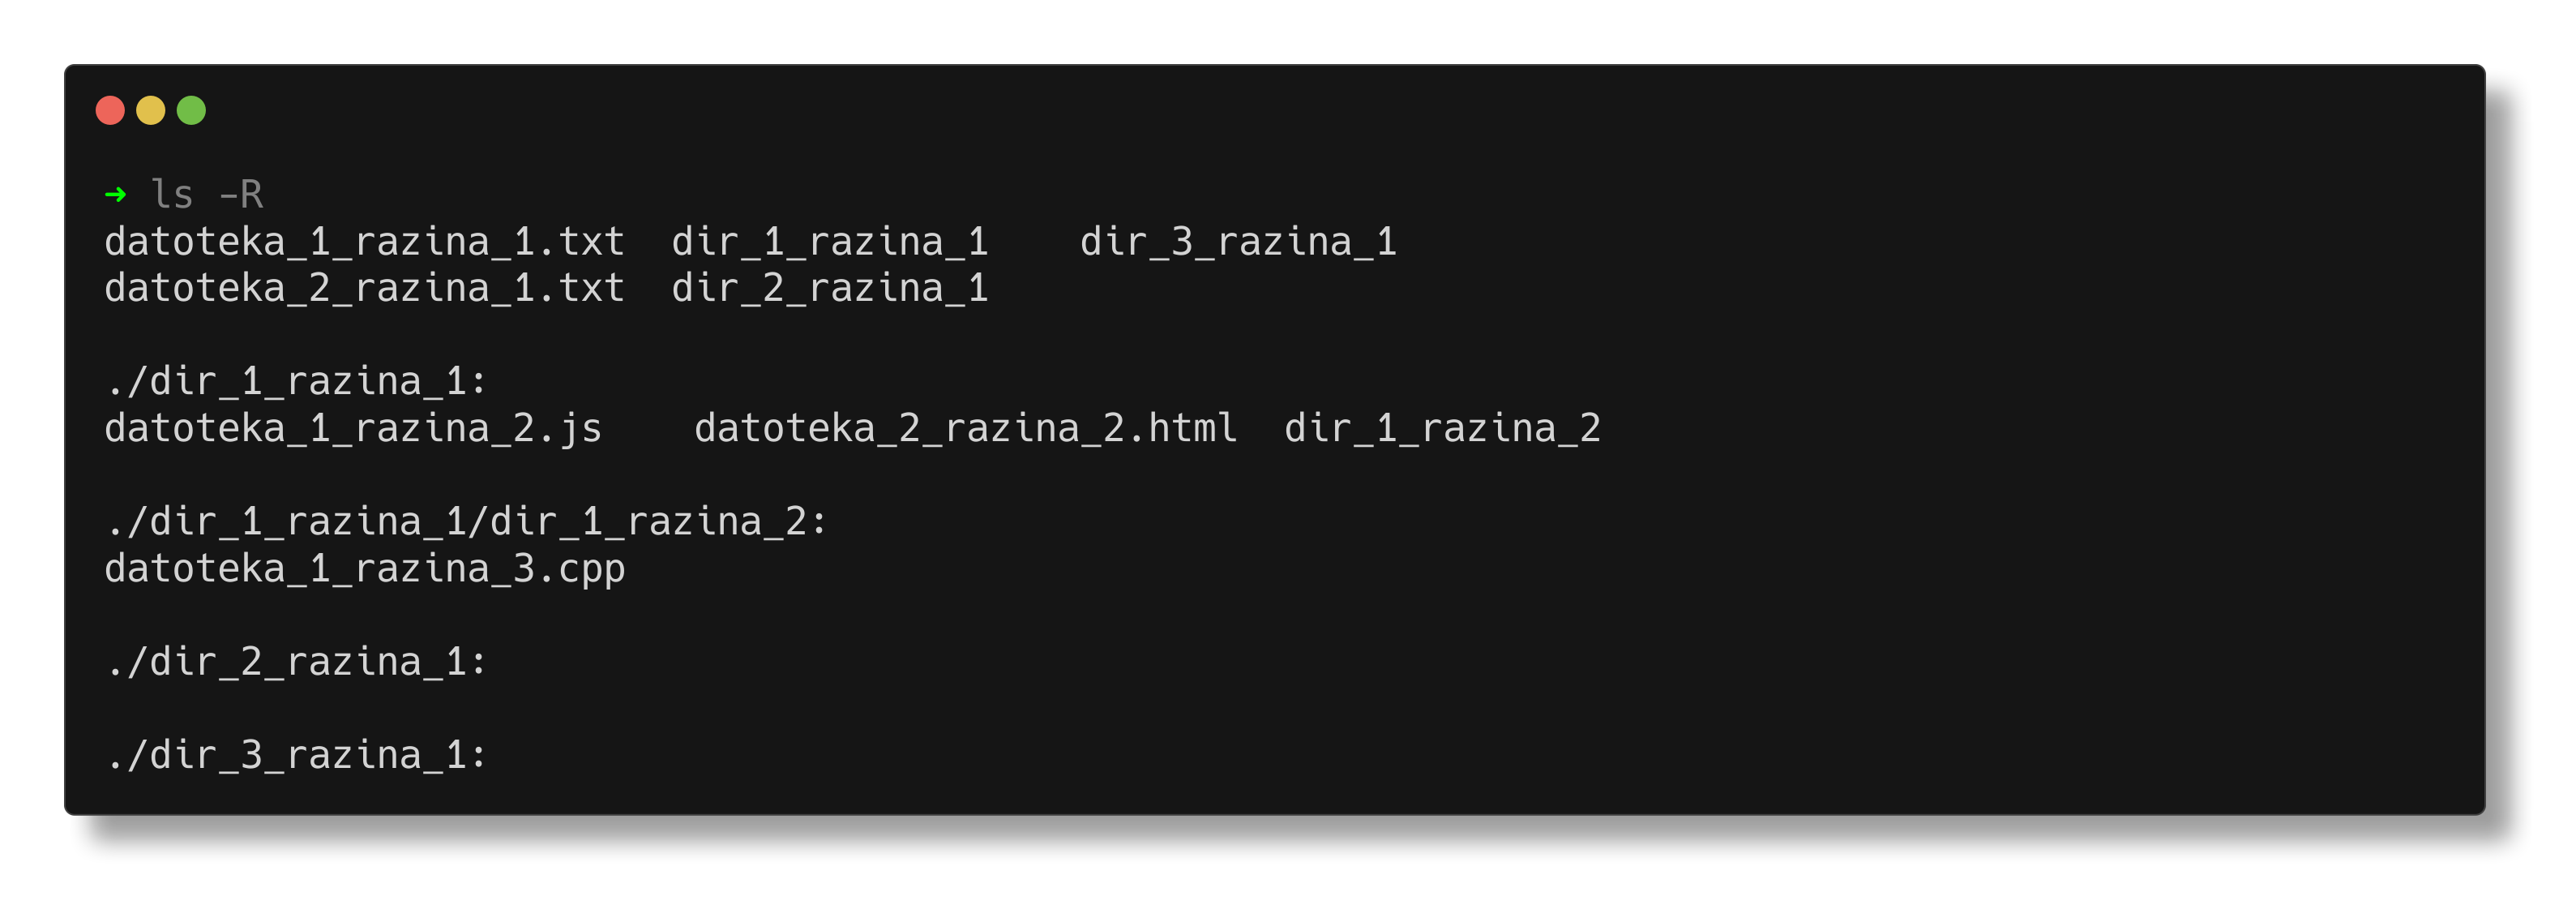 ➜ ls -R
datoteka_1_razina_1.txt  dir_1_razina_1    dir_3_razina_1
datoteka_2_razina_1.txt  dir_2_razina_1

./dir_1_razina_1:
datoteka_1_razina_2.js    datoteka_2_razina_2.html  dir_1_razina_2

./dir_1_razina_1/dir_1_razina_2:
datoteka_1_razina_3.cpp

./dir_2_razina_1:

./dir_3_razina_1: